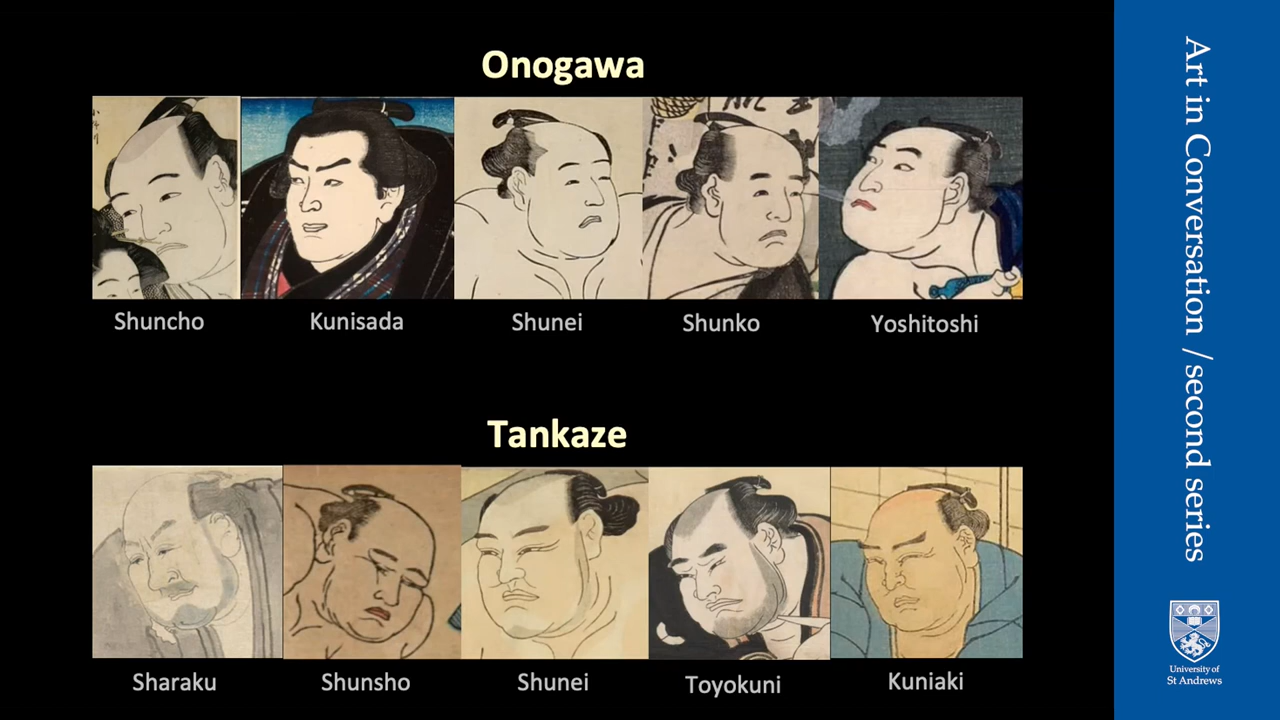 Onogawa
Shuncho
Kunisada
Shunei
Shunko
Yoshitoshi
Tankaze
Sharaku
Shunsho
Shunei
Toyokuni
Kuniaki
Art in Conversation / second series
University of
St Andrews